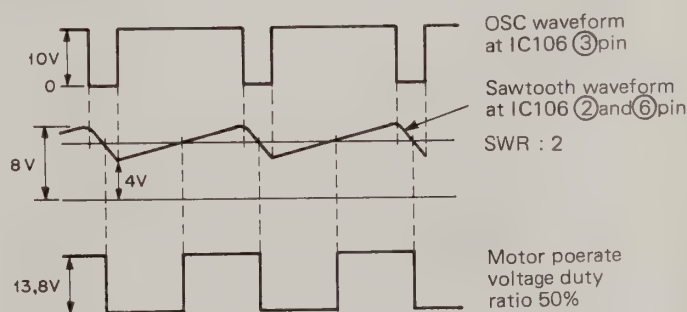 OSC waveform
at IC106 ③pin
10V
0
Sawtooth waveform
at IC106 ②and⑥pin
SWR : 2
8V
4V
Motor poerate
voltage duty
ratio 50%
13,8V